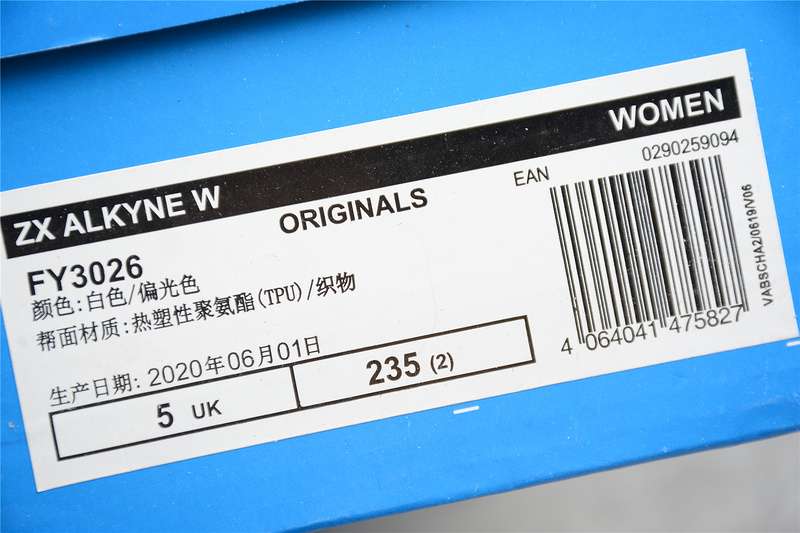 WOMEN
ZX ALKYNE W
0290259094
EAN
ORIGINALS
FY3026
颜色:白色/偏光色
帮面材质:热塑性聚氨酯(TPU)/织物
生产日期: 2020年06月01日
5 UK
235 (2)
4 064041 475827
VABSCHA2/0619/V06